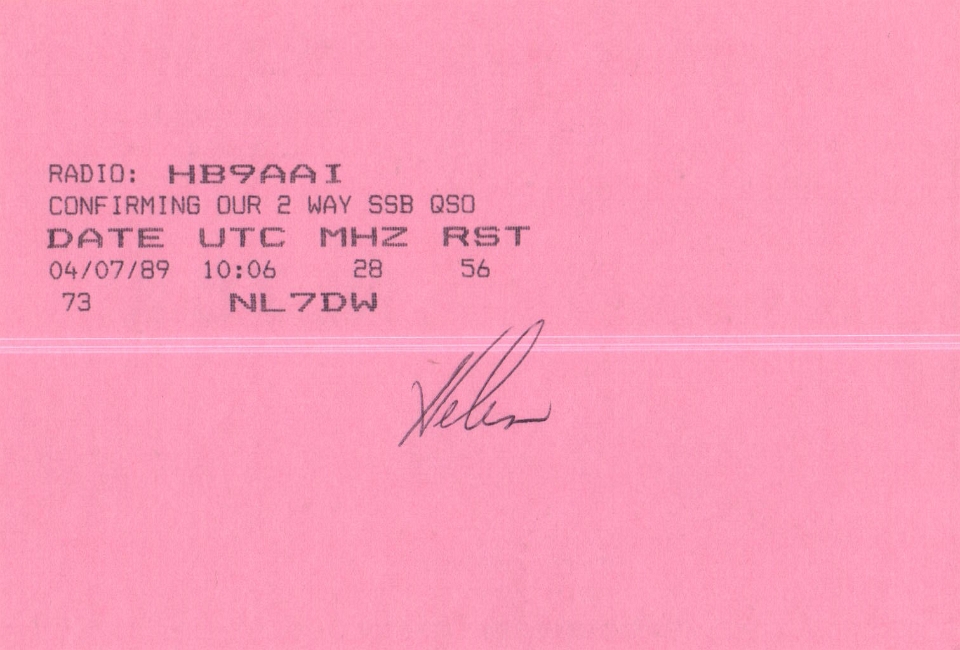 RADIO: HB9AAI
CONFIRMING OUR 2 WAY SSB QSO
DATE UTC MHZ RST
04/07/89 10:06 28 56
73 NL7DW
Helen